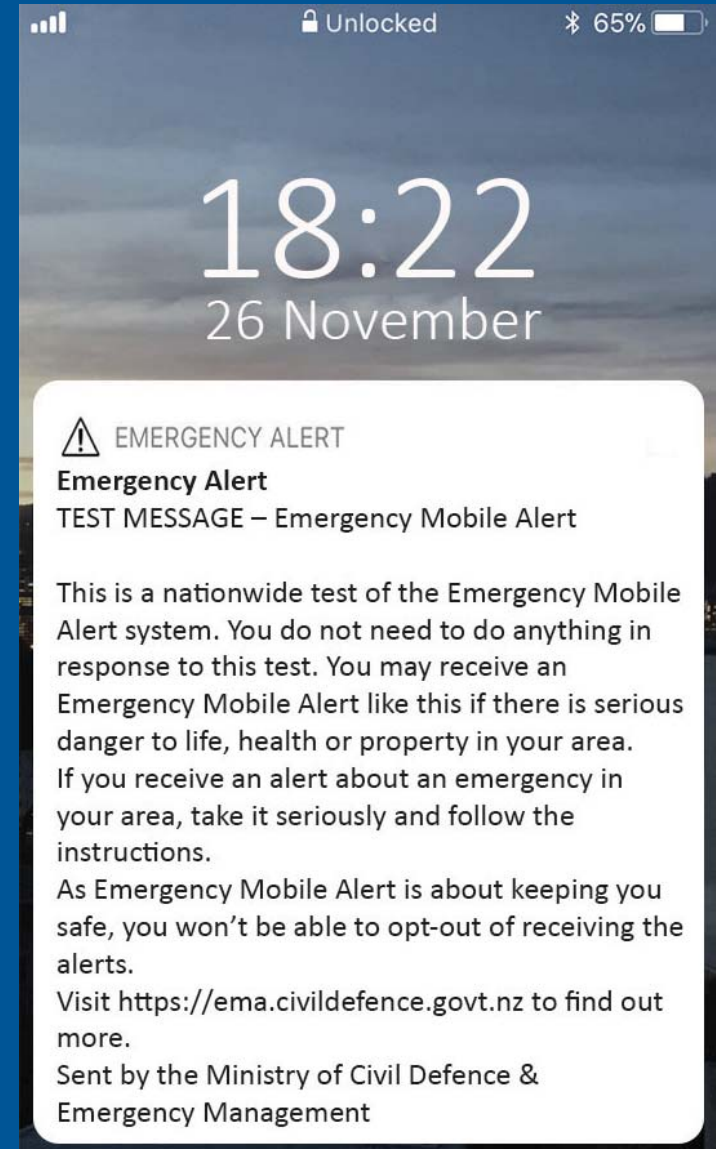 Unlocked 65%
18:22
26 November
EMERGENCY ALERT
Emergency Alert
TEST MESSAGE – Emergency Mobile Alert
This is a nationwide test of the Emergency Mobile
Alert system. You do not need to do anything in
response to this test. You may receive an
Emergency Mobile Alert like this if there is serious
danger to life, health or property in your area.
If you receive an alert about an emergency in
your area, take it seriously and follow the
instructions.
As Emergency Mobile Alert is about keeping you
safe, you won’t be able to opt-out of receiving the
alerts.
Visit https://ema.civildefence.govt.nz to find out
more.
Sent by the Ministry of Civil Defence &
Emergency Management